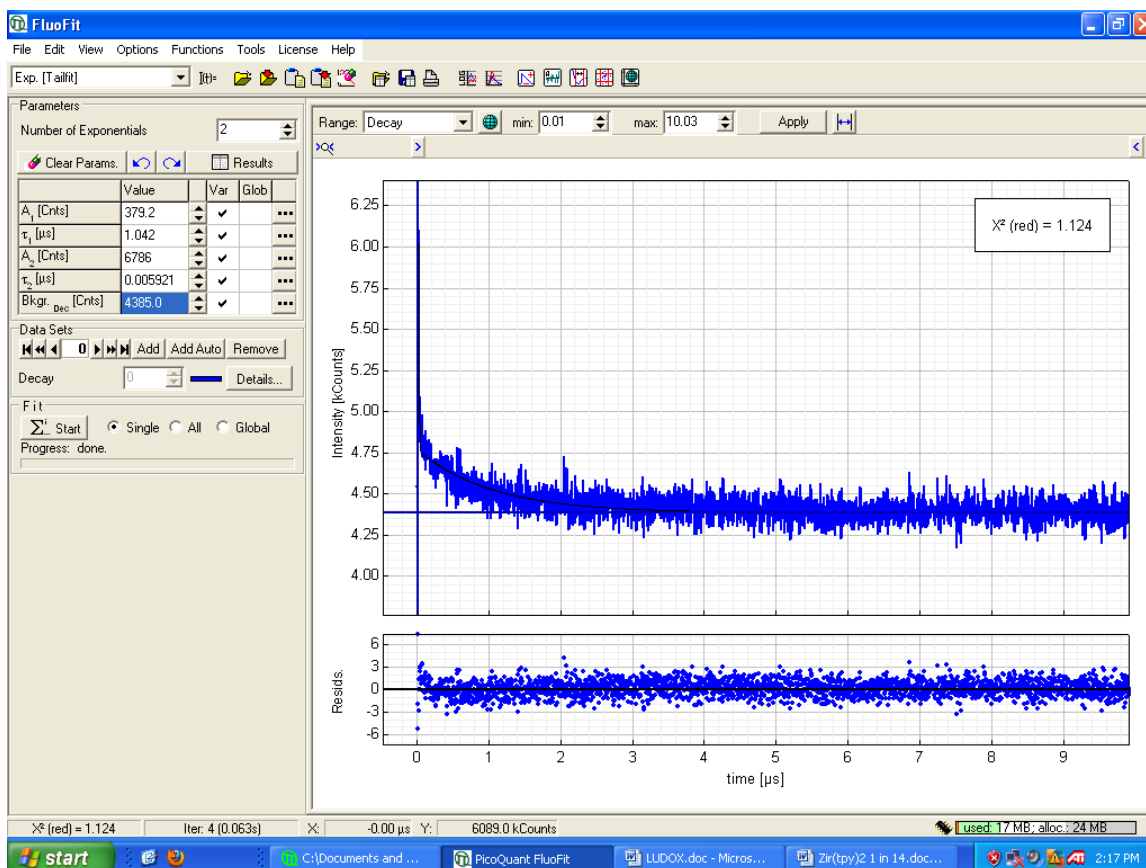 FluoFit
File Edit View Options Functions Tools License Help
Exp. [Tailfit] I(t)=
Parameters
Number of Exponentials 2
Clear Params. Results
Value Var Glob
A1 [Cnts] 379.2
τ1 [µs] 1.042
A2 [Cnts] 6786
τ2 [µs] 0.005921
Bkgr. Dec [Cnts] 4385.0
Data Sets
0 Add Add Auto Remove
Decay 0 Details...
Fit
Σ Start Single All Global
Progress: done.
Range: Decay min: 0.01 max: 10.03 Apply
X² (red) = 1.124
Intensity [kCounts]
6.25
6.00
5.75
5.50
5.25
5.00
4.75
4.50
4.25
4.00
Resids.
6
3
0
-3
-6
0 1 2 3 4 5 6 7 8 9
time [µs]
X² (red) = 1.124 Iter: 4 (0.063s) X: -0.00 µs Y: 6089.0 kCounts used: 17 MB; alloc.: 24 MB
start C:\Documents and ... PicoQuant FluoFit LUDOX.doc - Micros... Zir(tpy)2 1 in 14.doc... 2:17 PM